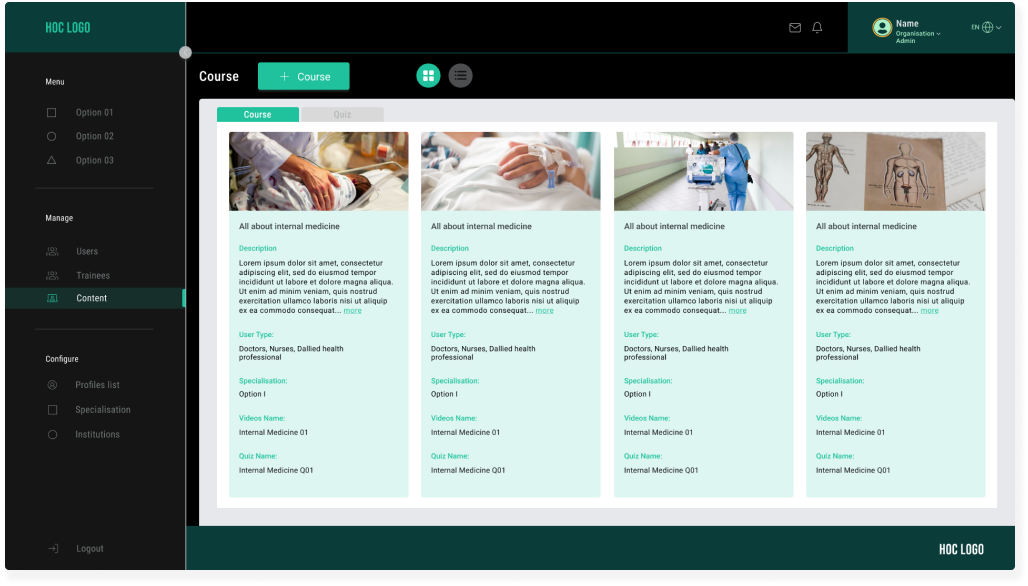 HOC LOGO
Name
Organisation
Admin
EN
Menu
Option 01
Option 02
Option 03
Manage
Users
Trainees
Content
Configure
Profiles list
Specialisation
Institutions
Logout
Course
+ Course
Course
Quiz
All about internal medicine
Description
Lorem ipsum dolor sit amet, consectetur
adipiscing elit, sed do eiusmod tempor
incididunt ut labore et dolore magna aliqua.
Ut enim ad minim veniam, quis nostrud
exercitation ullamco laboris nisi ut aliquip
ex ea commodo consequat... more
User Type:
Doctors, Nurses, Dallied health
professional
Specialisation:
Option I
Videos Name:
Internal Medicine 01
Quiz Name:
Internal Medicine Q01
All about internal medicine
Description
Lorem ipsum dolor sit amet, consectetur
adipiscing elit, sed do eiusmod tempor
incididunt ut labore et dolore magna aliqua.
Ut enim ad minim veniam, quis nostrud
exercitation ullamco laboris nisi ut aliquip
ex ea commodo consequat... more
User Type:
Doctors, Nurses, Dallied health
professional
Specialisation:
Option I
Videos Name:
Internal Medicine 01
Quiz Name:
Internal Medicine Q01
All about internal medicine
Description
Lorem ipsum dolor sit amet, consectetur
adipiscing elit, sed do eiusmod tempor
incididunt ut labore et dolore magna aliqua.
Ut enim ad minim veniam, quis nostrud
exercitation ullamco laboris nisi ut aliquip
ex ea commodo consequat... more
User Type:
Doctors, Nurses, Dallied health
professional
Specialisation:
Option I
Videos Name:
Internal Medicine 01
Quiz Name:
Internal Medicine Q01
All about internal medicine
Description
Lorem ipsum dolor sit amet, consectetur
adipiscing elit, sed do eiusmod tempor
incididunt ut labore et dolore magna aliqua.
Ut enim ad minim veniam, quis nostrud
exercitation ullamco laboris nisi ut aliquip
ex ea commodo consequat... more
User Type:
Doctors, Nurses, Dallied health
professional
Specialisation:
Option I
Videos Name:
Internal Medicine 01
Quiz Name:
Internal Medicine Q01
HOC LOGO